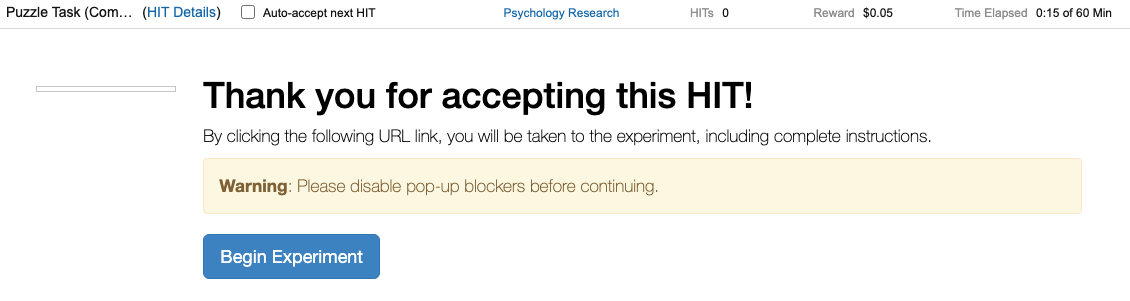 Puzzle Task (Com... (HIT Details) Auto-accept next HIT Psychology Research HITs 0 Reward $0.05 Time Elapsed 0:15 of 60 Min
Thank you for accepting this HIT!
By clicking the following URL link, you will be taken to the experiment, including complete instructions.
Warning: Please disable pop-up blockers before continuing.
Begin Experiment